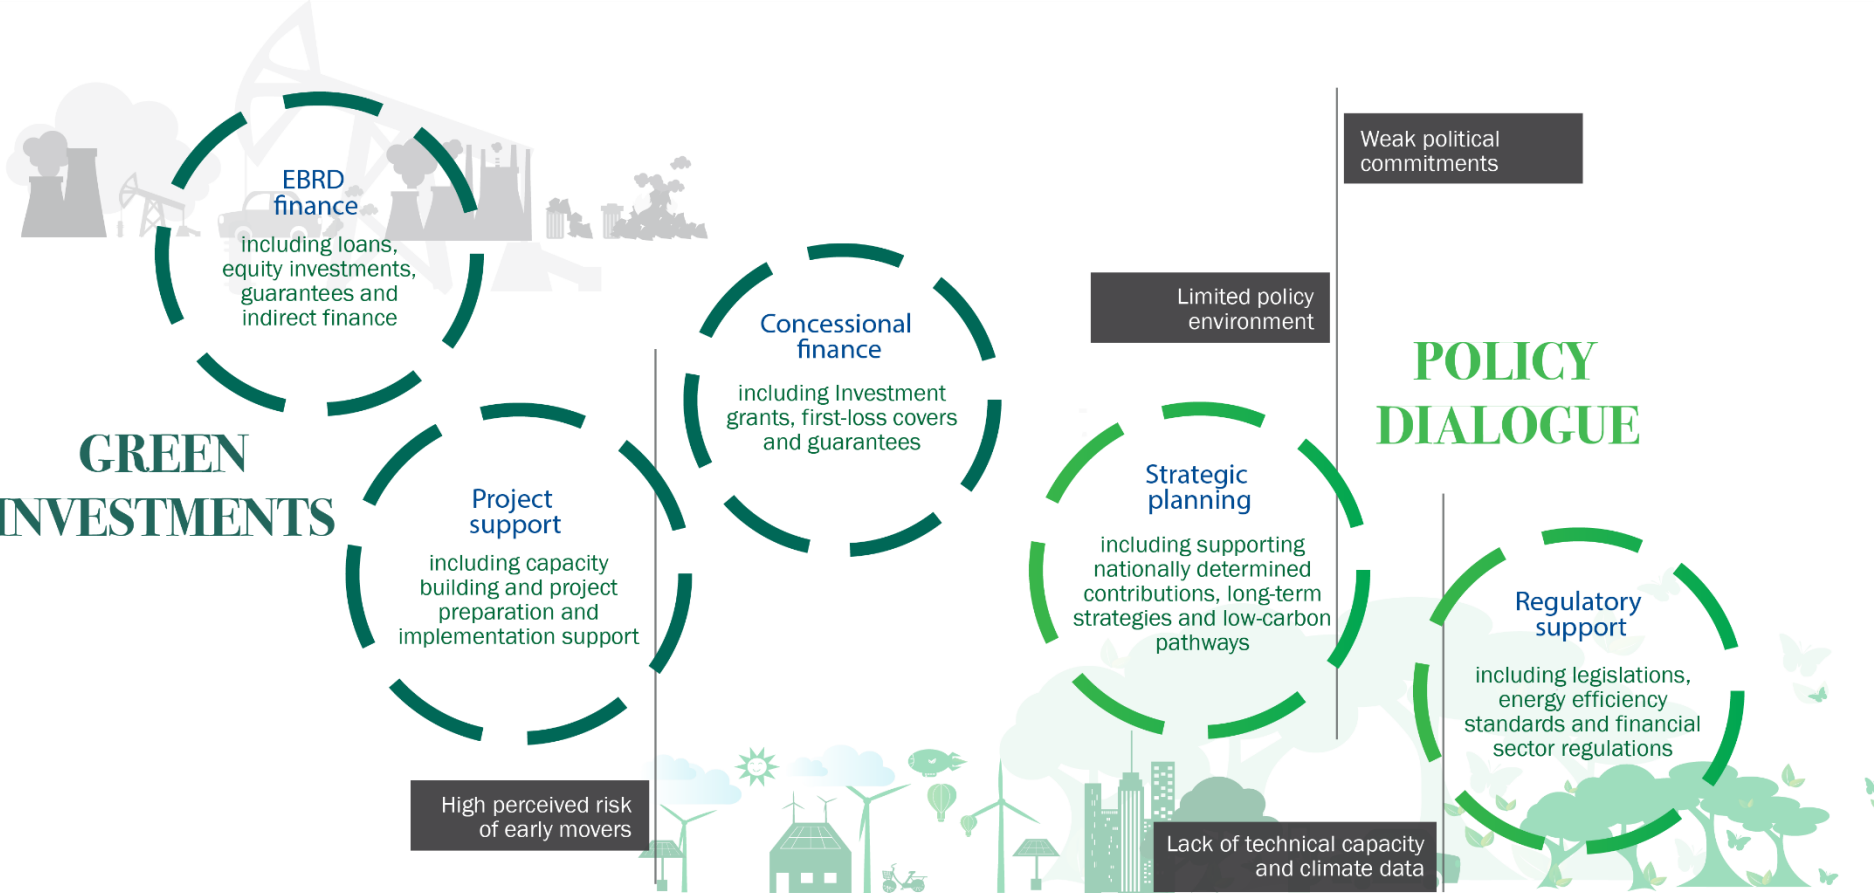 EBRD
finance
including loans,
equity investments,
guarantees and
indirect finance
GREEN
INVESTMENTS
Project
support
including capacity
building and project
preparation and
implementation support
High perceived risk
of early movers
Concessional
finance
including Investment
grants, first-loss covers
and guarantees
Weak political
commitments
Limited policy
environment
POLICY
DIALOGUE
Strategic
planning
including supporting
nationally determined
contributions, long-term
strategies and low-carbon
pathways
Lack of technical capacity
and climate data
Regulatory
support
including legislations,
energy efficiency
standards and financial
sector regulations